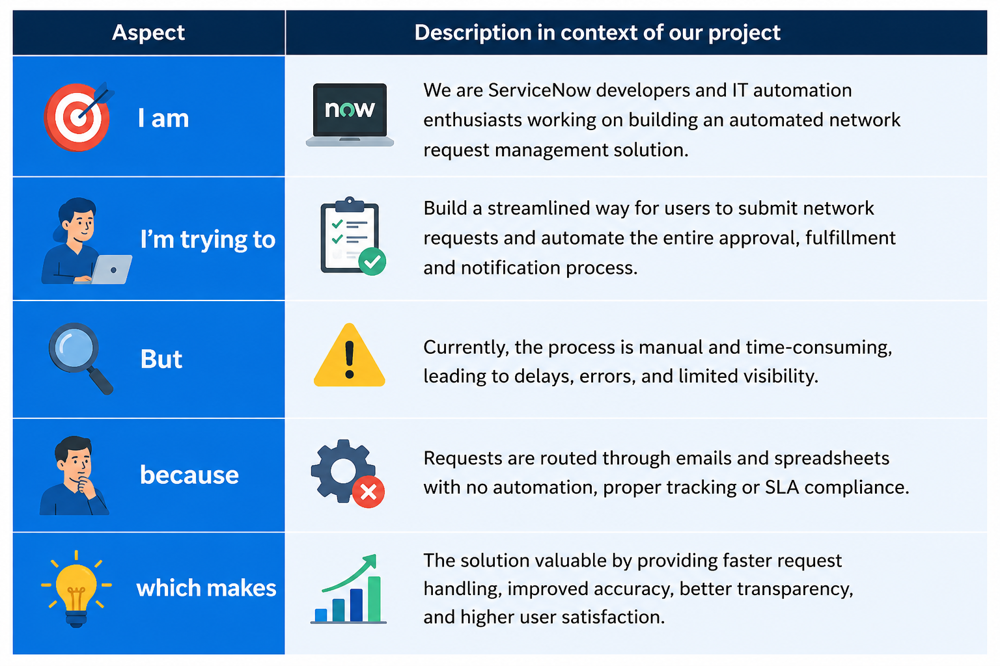 Aspect
Description in context of our project
I am
now
We are ServiceNow developers and IT automation
enthusiasts working on building an automated network
request management solution.
I’m trying to
Build a streamlined way for users to submit network
requests and automate the entire approval, fulfillment
and notification process.
But
Currently, the process is manual and time-consuming,
leading to delays, errors, and limited visibility.
because
Requests are routed through emails and spreadsheets
with no automation, proper tracking or SLA compliance.
which makes
The solution valuable by providing faster request
handling, improved accuracy, better transparency,
and higher user satisfaction.